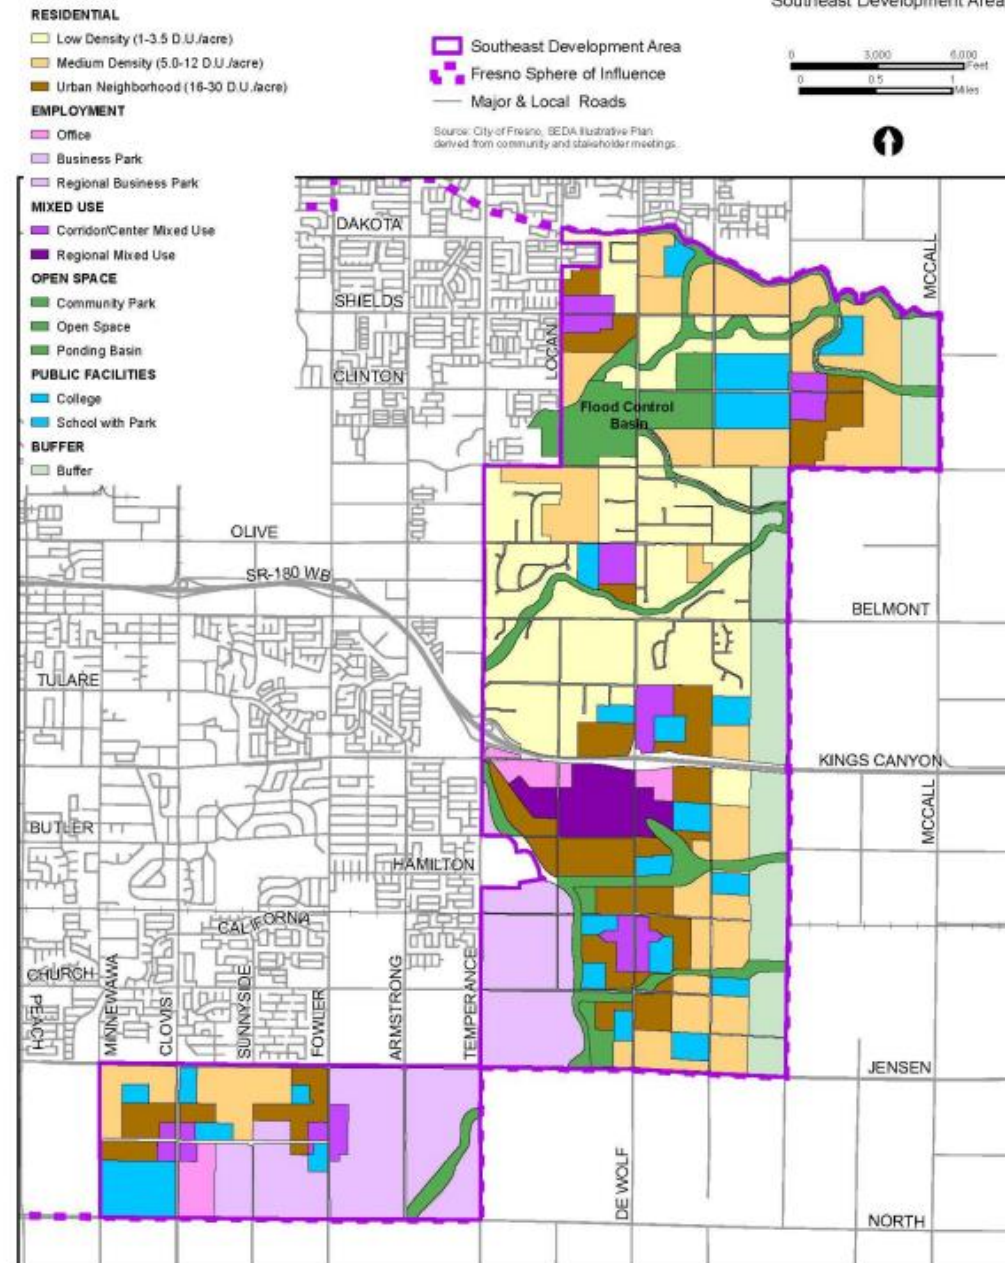 Southeast Development Area
RESIDENTIAL
Low Density (1-3.5 D.U./acre)
Medium Density (5.0-12 D.U./acre)
Urban Neighborhood (16-30 D.U./acre)
EMPLOYMENT
Office
Business Park
Regional Business Park
MIXED USE
Corridor/Center Mixed Use
Regional Mixed Use
OPEN SPACE
Community Park
Open Space
Ponding Basin
PUBLIC FACILITIES
College
School with Park
BUFFER
Buffer
Southeast Development Area
Fresno Sphere of Influence
Major & Local Roads
Source: City of Fresno, SEDA Illustrative Plan
derived from community and stakeholder meetings.
0 3,000 6,000
Feet
0 0.5 1
Miles
DAKOTA
SHIELDS
CLINTON
LOCAN
MCCALL
Flood Control
Basin
OLIVE
SR-180 WB
BELMONT
TULARE
KINGS CANYON
BUTLER
MCCALL
HAMILTON
CALIFORNIA
CHURCH
PEACH
MINNEWAWA
CLOVIS
SUNNYSIDE
FOWLER
ARMSTRONG
TEMPERANCE
JENSEN
DE WOLF
NORTH